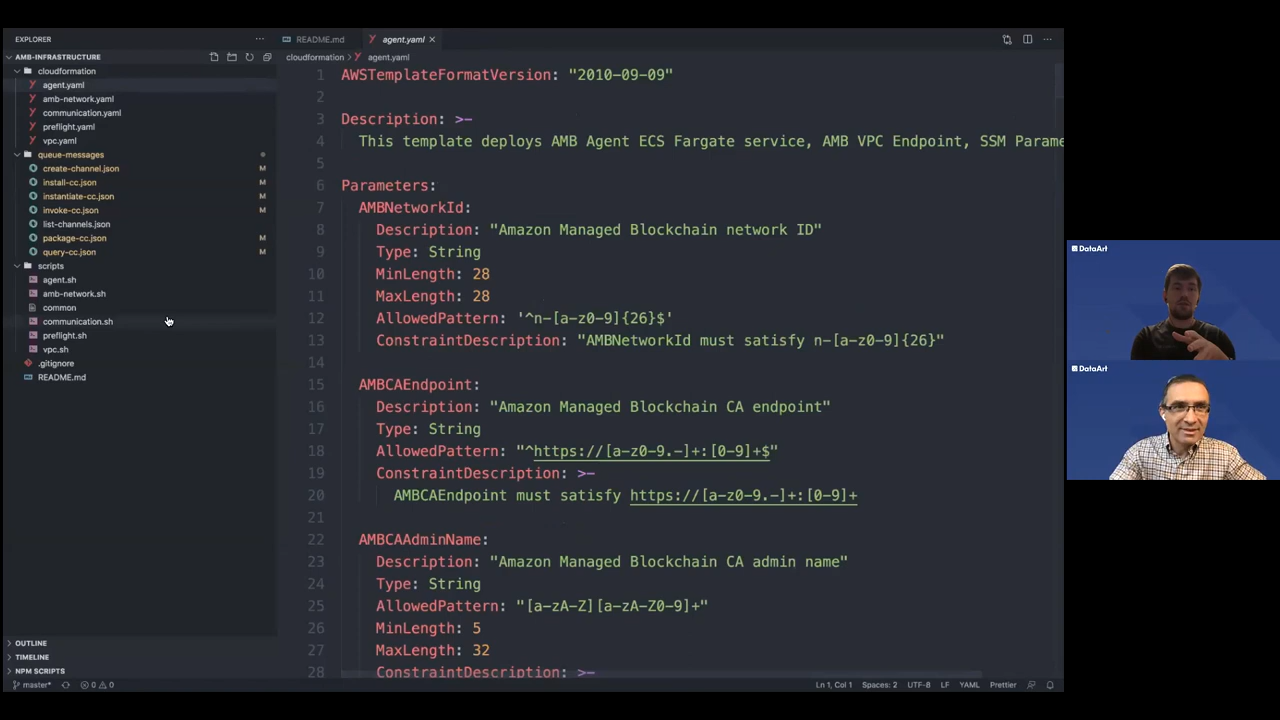 EXPLORER
AMB-INFRASTRUCTURE
cloudformation
agent.yaml
amb-network.yaml
communication.yaml
preflight.yaml
vpc.yaml
queue-messages
create-channel.json M
install-cc.json M
instantiate-cc.json M
invoke-cc.json M
list-channels.json
package-cc.json M
query-cc.json M
scripts
agent.sh
amb-network.sh
common
communication.sh
preflight.sh
vpc.sh
.gitignore
README.md
OUTLINE
TIMELINE
NPM SCRIPTS
README.md agent.yaml
cloudformation > agent.yaml
1 AWSTemplateFormatVersion: "2010-09-09"
2
3 Description: >-
4 This template deploys AMB Agent ECS Fargate service, AMB VPC Endpoint, SSM Parame
5
6 Parameters:
7 AMBNetworkId:
8 Description: "Amazon Managed Blockchain network ID"
9 Type: String
10 MinLength: 28
11 MaxLength: 28
12 AllowedPattern: '^n-[a-z0-9]{26}$'
13 ConstraintDescription: "AMBNetworkId must satisfy n-[a-z0-9]{26}"
14
15 AMBCAEndpoint:
16 Description: "Amazon Managed Blockchain CA endpoint"
17 Type: String
18 AllowedPattern: "^https://[a-z0-9.-]+:[0-9]+$"
19 ConstraintDescription: >-
20 AMBCAEndpoint must satisfy https://[a-z0-9.-]+:[0-9]+
21
22 AMBCAAdminName:
23 Description: "Amazon Managed Blockchain CA admin name"
24 Type: String
25 AllowedPattern: "[a-zA-Z][a-zA-Z0-9]+"
26 MinLength: 5
27 MaxLength: 32
28 ConstraintDescription: >-
master* 0 0 Ln 1, Col 1 Spaces: 2 UTF-8 LF YAML Prettier
DataArt
DataArt